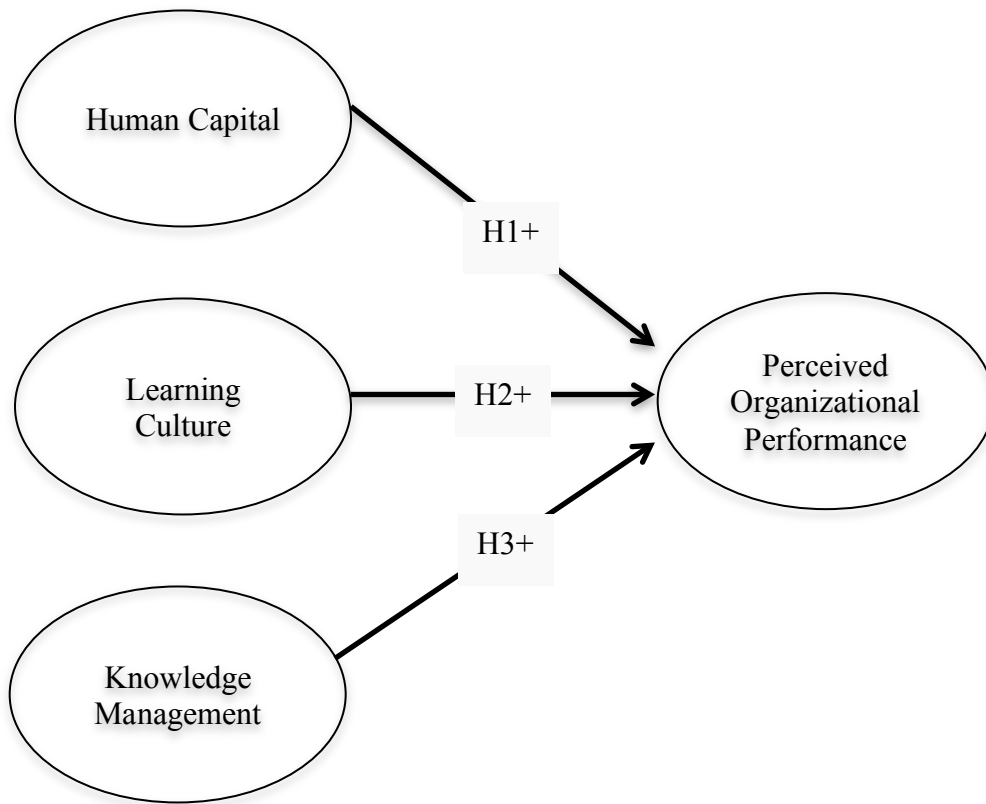 Human Capital
H1+
Learning
Culture
H2+
Perceived
Organizational
Performance
H3+
Knowledge
Management